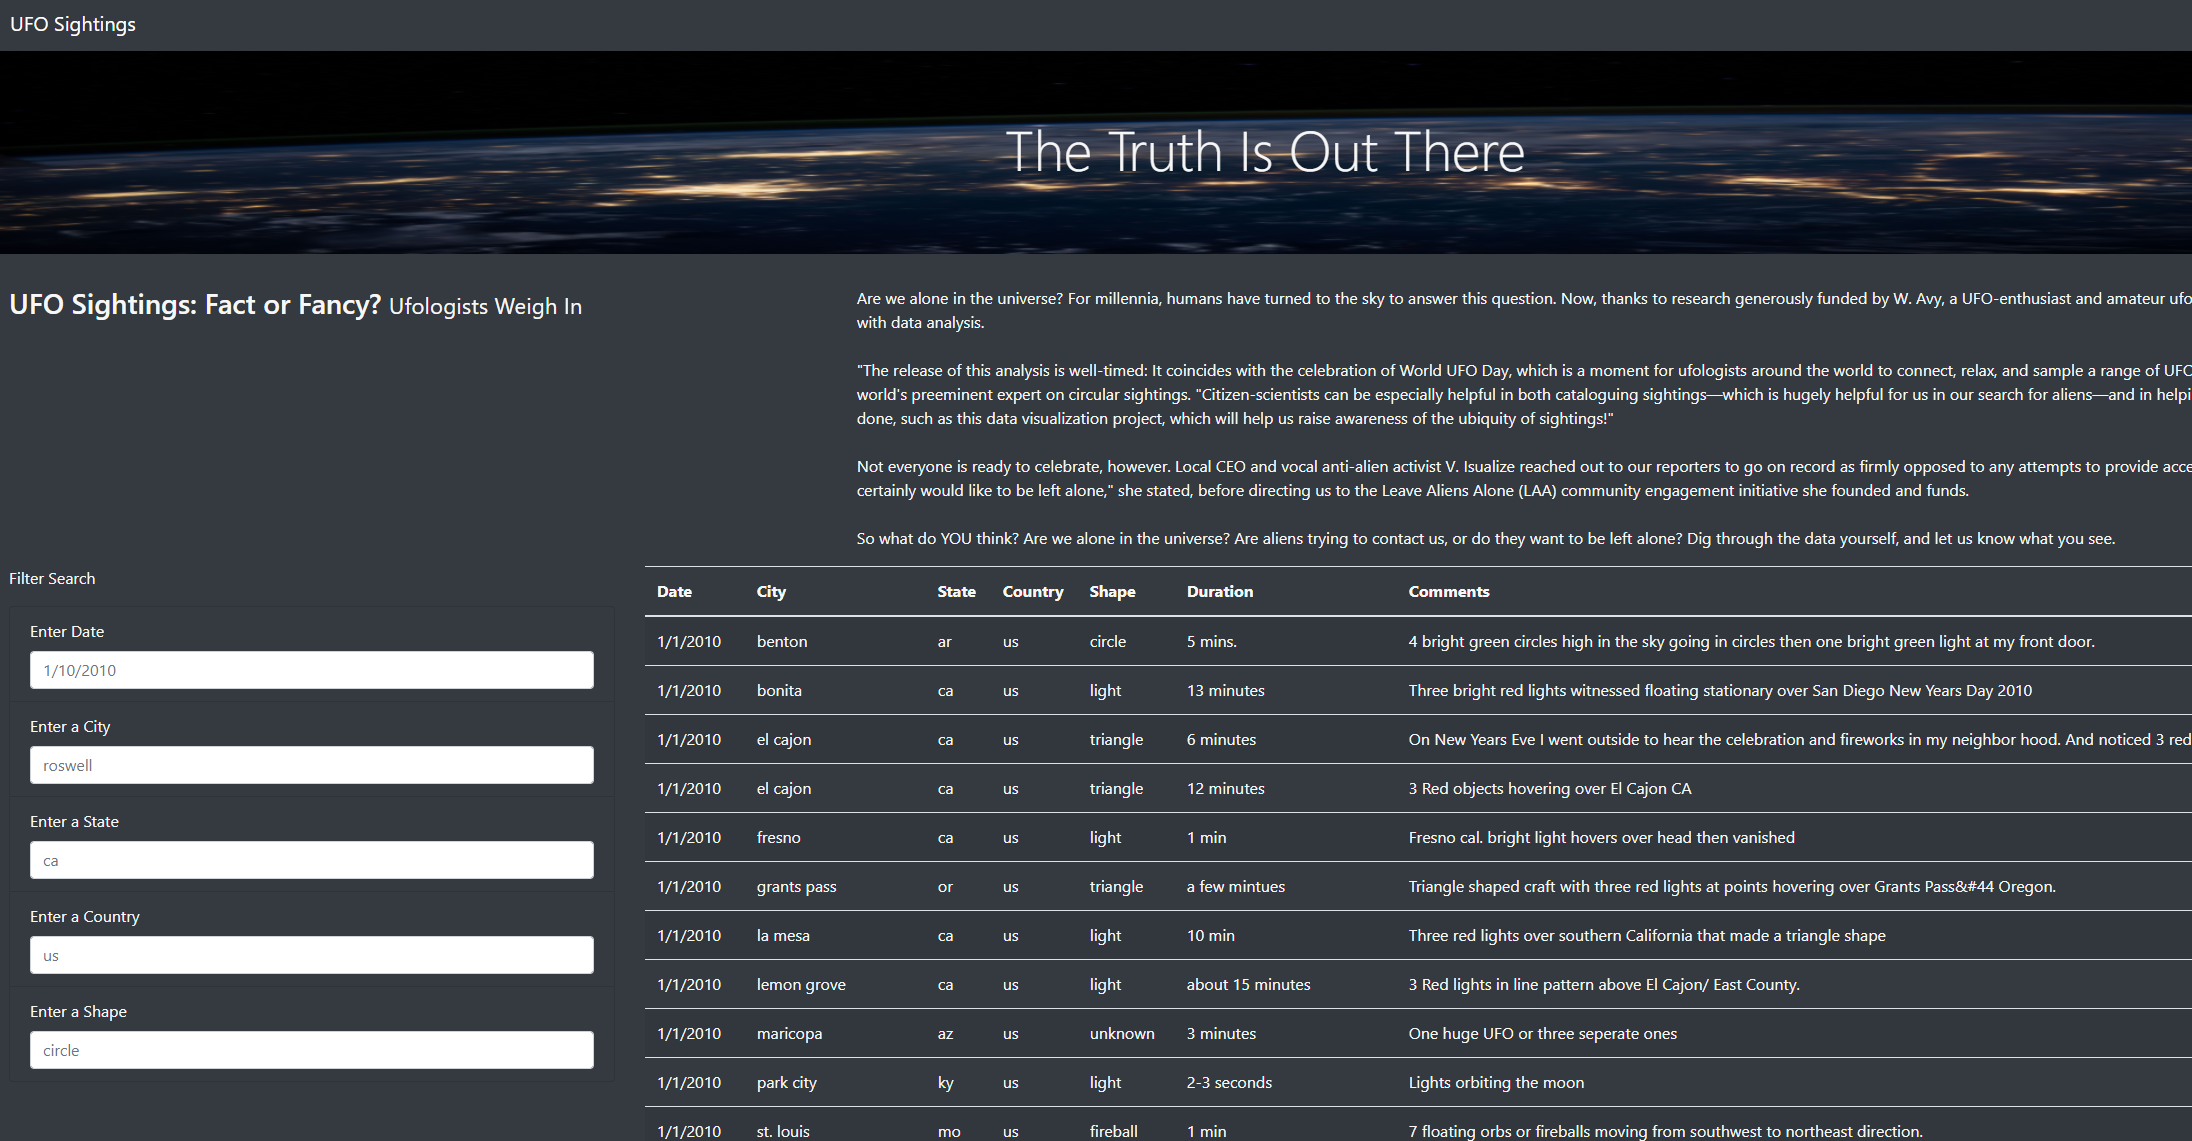 UFO Sightings
The Truth Is Out There
UFO Sightings: Fact or Fancy? Ufologists Weigh In
Are we alone in the universe? For millennia, humans have turned to the sky to answer this question. Now, thanks to research generously funded by W. Avy, a UFO-enthusiast and amateur ufo
with data analysis.
"The release of this analysis is well-timed: It coincides with the celebration of World UFO Day, which is a moment for ufologists around the world to connect, relax, and sample a range of UFO
world's preeminent expert on circular sightings. "Citizen-scientists can be especially helpful in both cataloguing sightings—which is hugely helpful for us in our search for aliens—and in helpi
done, such as this data visualization project, which will help us raise awareness of the ubiquity of sightings!"
Not everyone is ready to celebrate, however. Local CEO and vocal anti-alien activist V. Isualize reached out to our reporters to go on record as firmly opposed to any attempts to provide acce
certainly would like to be left alone," she stated, before directing us to the Leave Aliens Alone (LAA) community engagement initiative she founded and funds.
So what do YOU think? Are we alone in the universe? Are aliens trying to contact us, or do they want to be left alone? Dig through the data yourself, and let us know what you see.
Filter Search
Enter Date
1/10/2010
Enter a City
roswell
Enter a State
ca
Enter a Country
us
Enter a Shape
circle
Date City State Country Shape Duration Comments
1/1/2010 benton ar us circle 5 mins. 4 bright green circles high in the sky going in circles then one bright green light at my front door.
1/1/2010 bonita ca us light 13 minutes Three bright red lights witnessed floating stationary over San Diego New Years Day 2010
1/1/2010 el cajon ca us triangle 6 minutes On New Years Eve I went outside to hear the celebration and fireworks in my neighbor hood. And noticed 3 red
1/1/2010 el cajon ca us triangle 12 minutes 3 Red objects hovering over El Cajon CA
1/1/2010 fresno ca us light 1 min Fresno cal. bright light hovers over head then vanished
1/1/2010 grants pass or us triangle a few mintues Triangle shaped craft with three red lights at points hovering over Grants Pass&#44 Oregon.
1/1/2010 la mesa ca us light 10 min Three red lights over southern California that made a triangle shape
1/1/2010 lemon grove ca us light about 15 minutes 3 Red lights in line pattern above El Cajon/ East County.
1/1/2010 maricopa az us unknown 3 minutes One huge UFO or three seperate ones
1/1/2010 park city ky us light 2-3 seconds Lights orbiting the moon
1/1/2010 st. louis mo us fireball 1 min 7 floating orbs or fireballs moving from southwest to northeast direction.